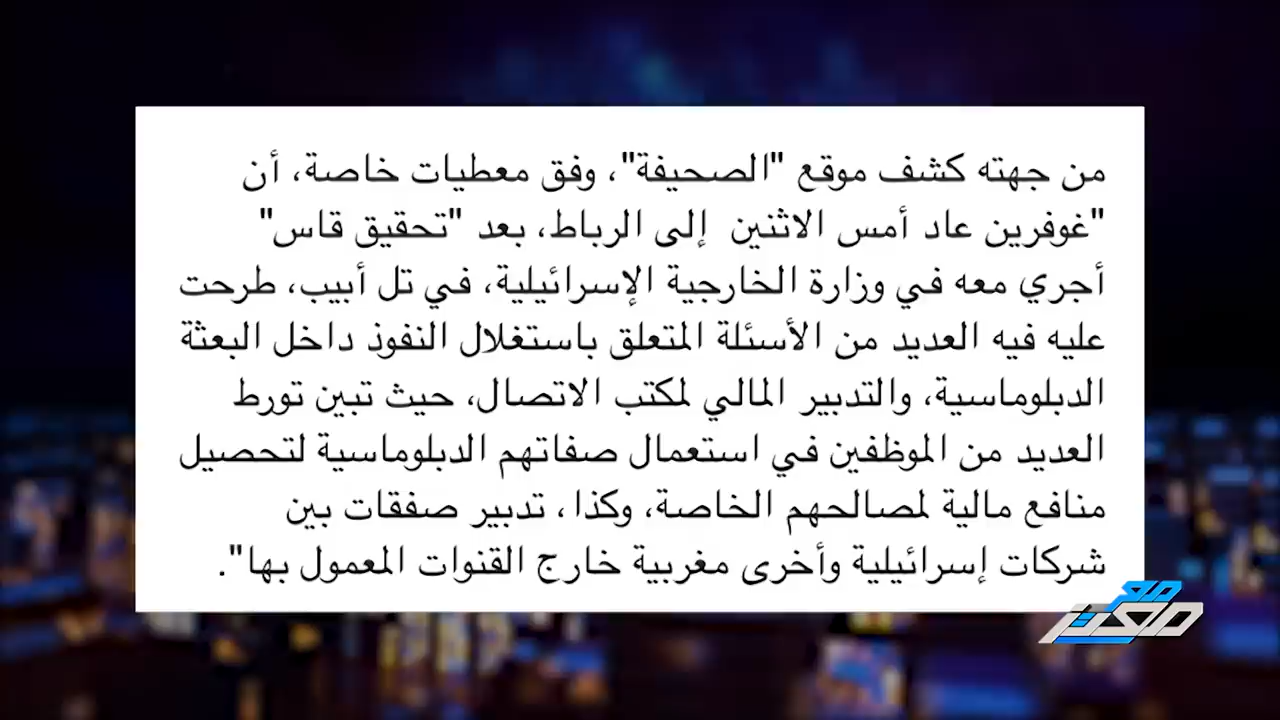 من جهته كشف موقع "الصحيفة"، وفق معطيات خاصة، أن
"غوفرين عاد أمس الاثنين  إلى الرباط، بعد "تحقيق قاس"
أجري معه في وزارة الخارجية الإسرائيلية، في تل أبيب، طرحت
عليه فيه العديد من الأسئلة المتعلق باستغلال النفوذ داخل البعثة
الدبلوماسية، والتدبير المالي لمكتب الاتصال، حيث تبين تورط
العديد من الموظفين في استعمال صفاتهم الدبلوماسية لتحصيل
منافع مالية لمصالحهم الخاصة، وكذا، تدبير صفقات بين
شركات إسرائيلية وأخرى مغربية خارج القنوات المعمول بها".
مع